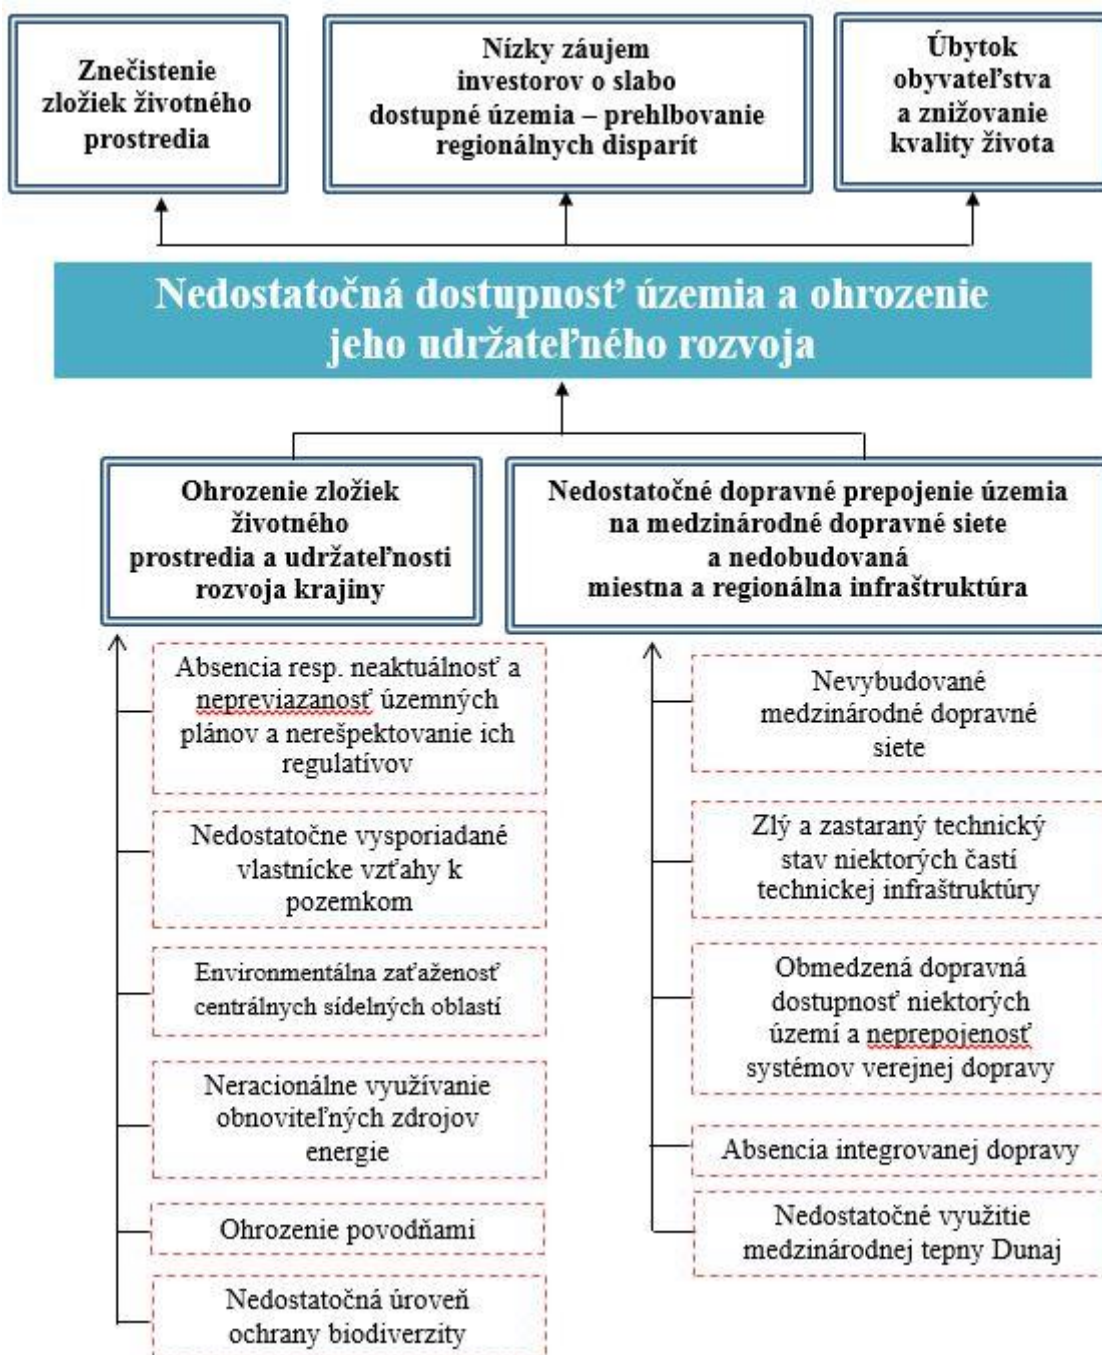 Znečistenie
zložiek životného
prostredia
Nízky záujem
investorov o slabo
dostupné územia – prehlbovanie
regionálnych disparít
Úbytok
obyvateľstva
a znižovanie
kvality života
Nedostatočná dostupnosť územia a ohrozenie
jeho udržateľného rozvoja
Ohrozenie zložiek
životného
prostredia a udržateľnosti
rozvoja krajiny
Nedostatočné dopravné prepojenie územia
na medzinárodné dopravné siete
a nedobudovaná
miestna a regionálna infraštruktúra
Absencia resp. neaktuálnosť a
nepreviazanosť územných
plánov a nerešpektovanie ich
regulatívov
Nedostatočne vysporiadané
vlastnícke vzťahy k
pozemkom
Environmentálna zaťaženosť
centrálnych sídelných oblastí
Neracionálne využívanie
obnoviteľných zdrojov
energie
Ohrozenie povodňami
Nedostatočná úroveň
ochrany biodiverzity
Nevybudované
medzinárodné dopravné
siete
Zlý a zastaraný technický
stav niektorých častí
technickej infraštruktúry
Obmedzená dopravná
dostupnosť niektorých
území a neprepojenosť
systémov verejnej dopravy
Absencia integrovanej dopravy
Nedostatočné využitie
medzinárodnej tepny Dunaj